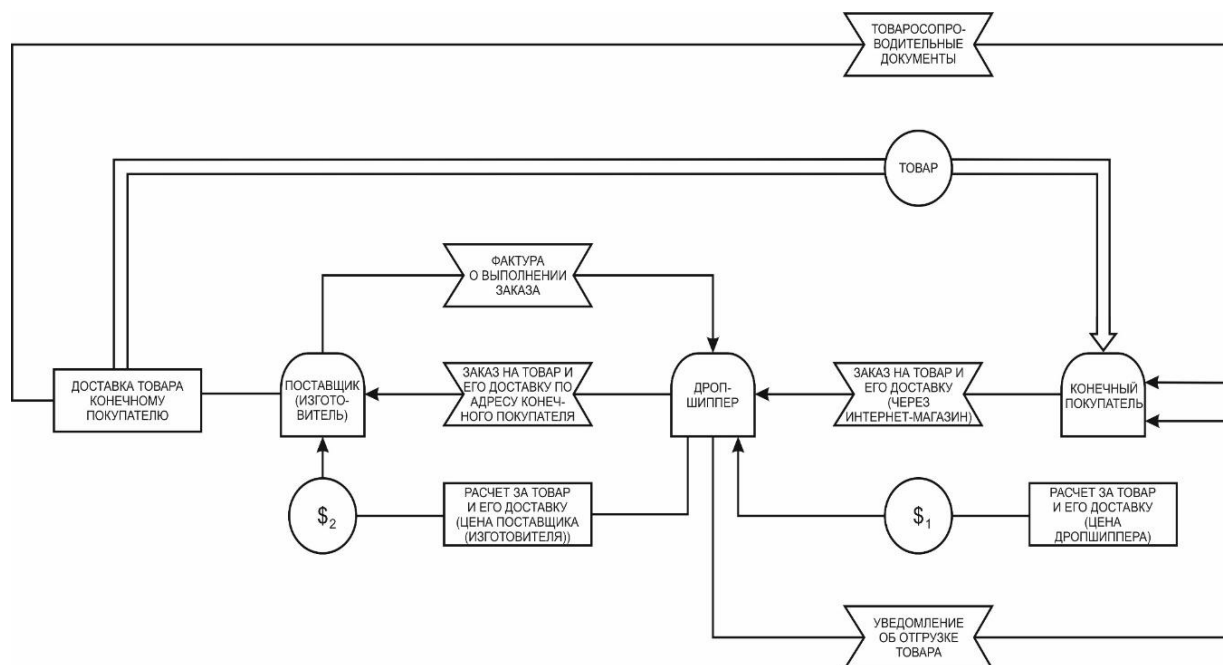 ТОВАРОСОПРО-
ВОДИТЕЛЬНЫЕ
ДОКУМЕНТЫ
ТОВАР
ФАКТУРА
О ВЫПОЛНЕНИИ
ЗАКАЗА
ДОСТАВКА ТОВАРА
КОНЕЧНОМУ
ПОКУПАТЕЛЮ
ПОСТАВЩИК
(ИЗГОТО-
ВИТЕЛЬ)
ЗАКАЗ НА ТОВАР И
ЕГО ДОСТАВКУ ПО
АДРЕСУ КОНЕЧ-
НОГО ПОКУПАТЕЛЯ
ДРОП-
ШИППЕР
ЗАКАЗ НА ТОВАР И
ЕГО ДОСТАВКУ
(ЧЕРЕЗ
ИНТЕРНЕТ-МАГАЗИН)
КОНЕЧНЫЙ
ПОКУПАТЕЛЬ
$2
РАСЧЕТ ЗА ТОВАР
И ЕГО ДОСТАВКУ
(ЦЕНА ПОСТАВЩИКА
(ИЗГОТОВИТЕЛЯ))
$1
РАСЧЕТ ЗА ТОВАР
И ЕГО ДОСТАВКУ
(ЦЕНА
ДРОПШИППЕРА)
УВЕДОМЛЕНИЕ
ОБ ОТГРУЗКЕ
ТОВАРА